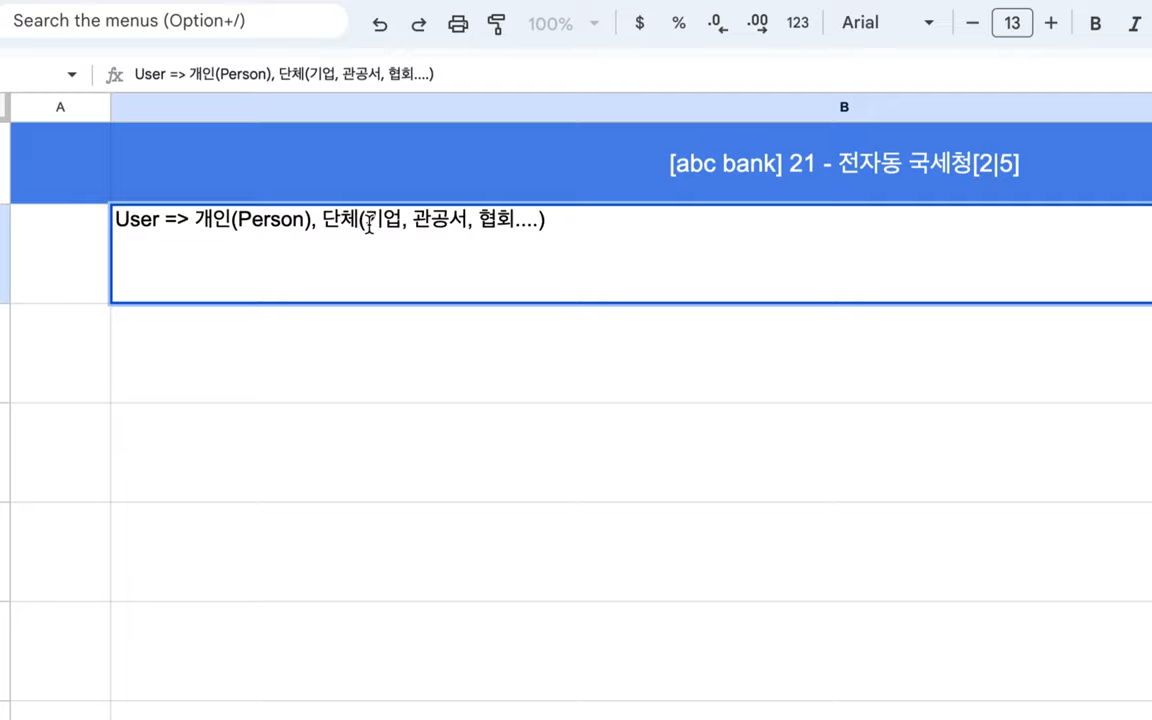 Search the menus (Option+/)
100%
$ % .0 .00 123 Arial 13 B I
fx User => 개인(Person), 단체(기업, 관공서, 협회....)
A B
[abc bank] 21 - 전자동 국세청[2|5]
User => 개인(Person), 단체(기업, 관공서, 협회....)